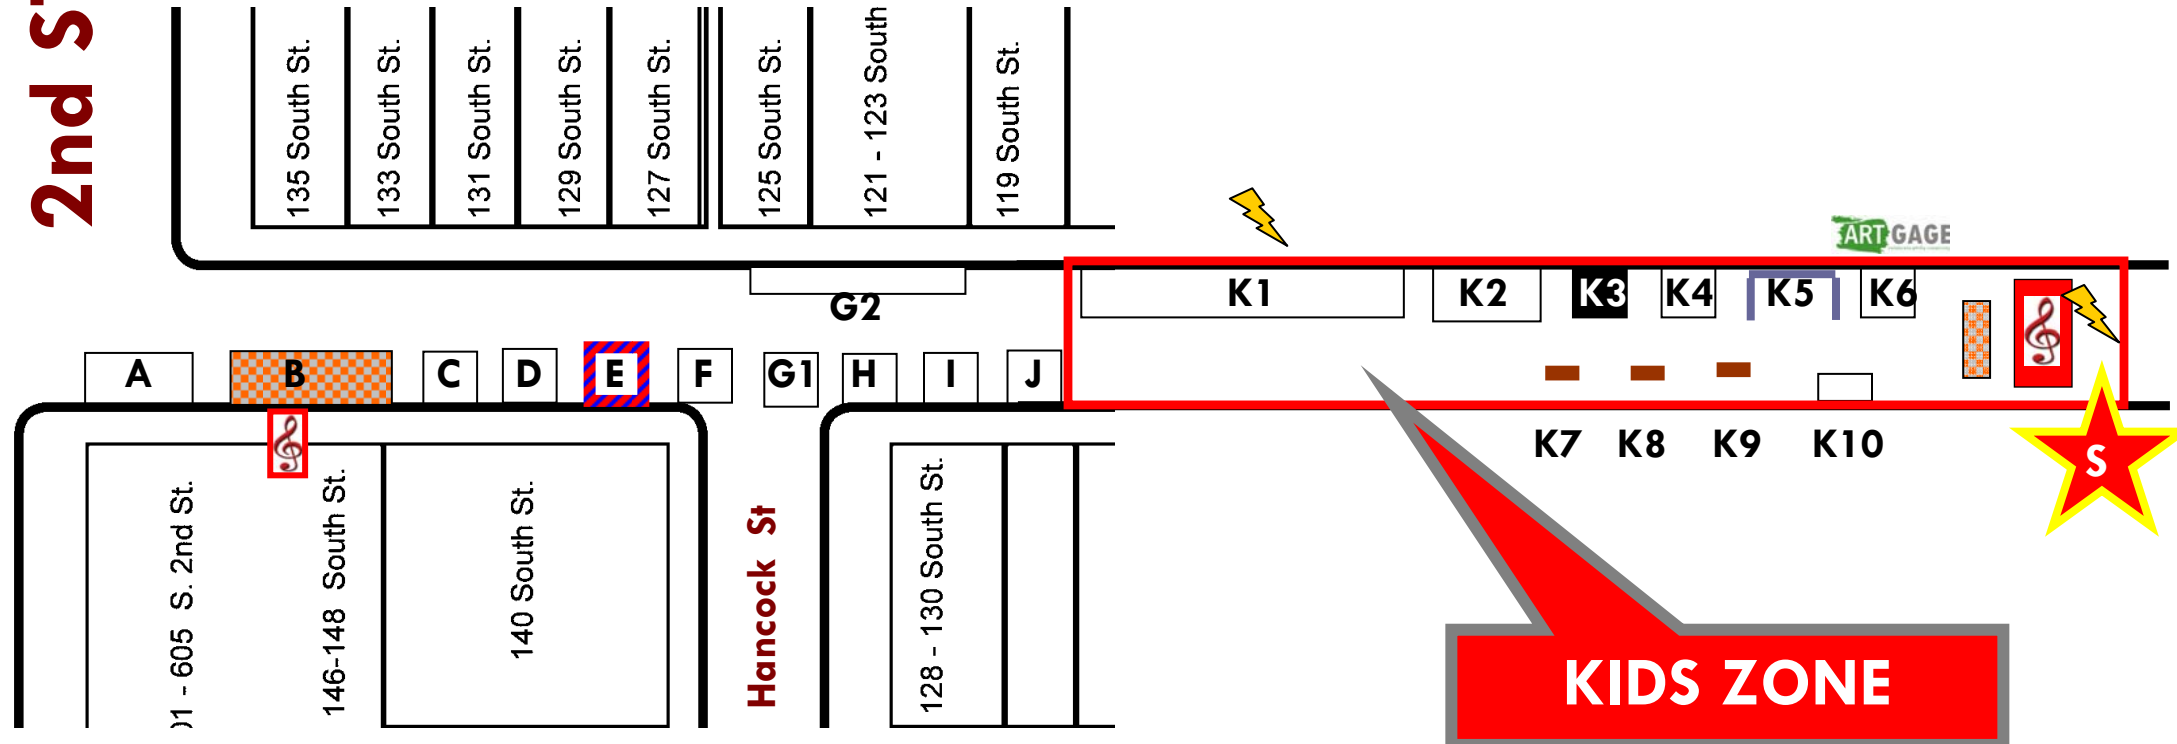 2nd S
135 South St.
133 South St.
131 South St.
129 South St.
127 South St.
125 South St.
121 - 123 South
119 South St.
ART GAGE
G2
K1
K2
K3
K4
K5
K6
A
B
C
D
E
F
G1
H
I
J
K7
K8
K9
K10
S
01 - 605 S. 2nd St.
146-148 South St.
140 South St.
Hancock St
128 - 130 South St.
KIDS ZONE